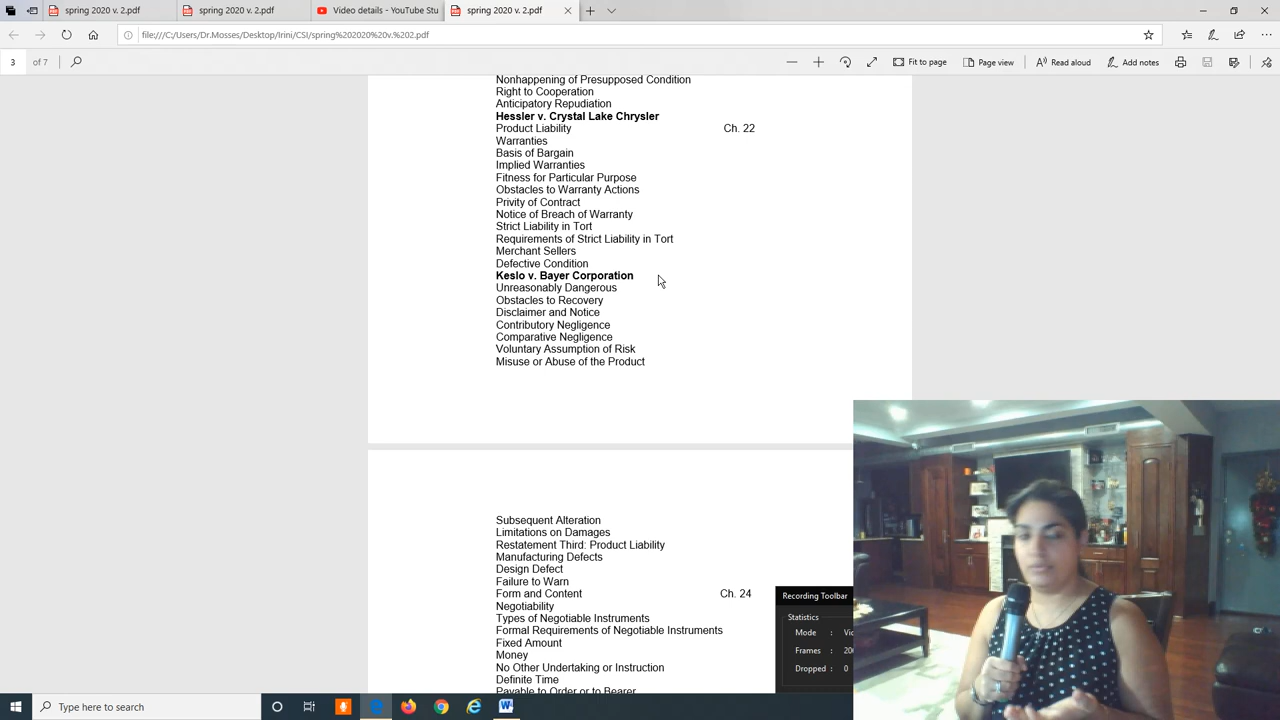 spring 2020 v. 2.pdf
spring 2020 v. 2.pdf
Video details - YouTube Stu
spring 2020 v. 2.pdf
file:///C:/Users/Dr.Mosses/Desktop/Irini/CSI/spring%202020%20v.%202.pdf
3 of 7
Fit to page
Page view
Read aloud
Add notes
Nonhappening of Presupposed Condition
Right to Cooperation
Anticipatory Repudiation
Hessler v. Crystal Lake Chrysler
Product Liability Ch. 22
Warranties
Basis of Bargain
Implied Warranties
Fitness for Particular Purpose
Obstacles to Warranty Actions
Privity of Contract
Notice of Breach of Warranty
Strict Liability in Tort
Requirements of Strict Liability in Tort
Merchant Sellers
Defective Condition
Keslo v. Bayer Corporation
Unreasonably Dangerous
Obstacles to Recovery
Disclaimer and Notice
Contributory Negligence
Comparative Negligence
Voluntary Assumption of Risk
Misuse or Abuse of the Product
Subsequent Alteration
Limitations on Damages
Restatement Third: Product Liability
Manufacturing Defects
Design Defect
Failure to Warn
Form and Content Ch. 24
Negotiability
Types of Negotiable Instruments
Formal Requirements of Negotiable Instruments
Fixed Amount
Money
No Other Undertaking or Instruction
Definite Time
Payable to Order or to Bearer
Recording Toolbar
Statistics
Mode : Vic
Frames : 20
Dropped : 0
Type here to search